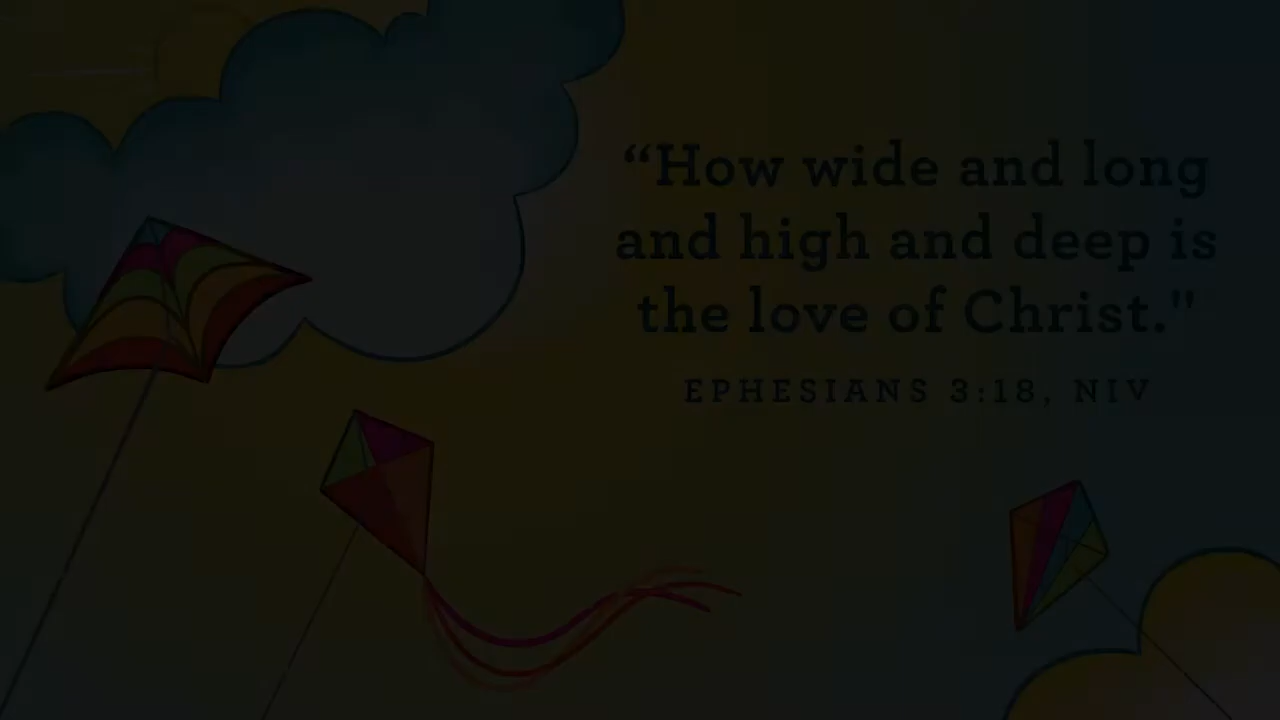 “How wide and long
and high and deep is
the love of Christ."
EPHESIANS 3:18, NIV